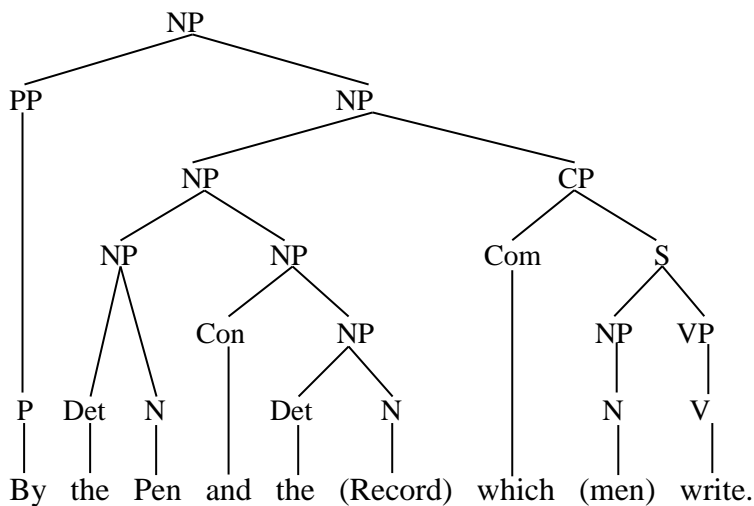 NP
PP NP
NP CP
NP NP Com S
Con NP NP VP
P Det N Det N N V
By the Pen and the (Record) which (men) write.